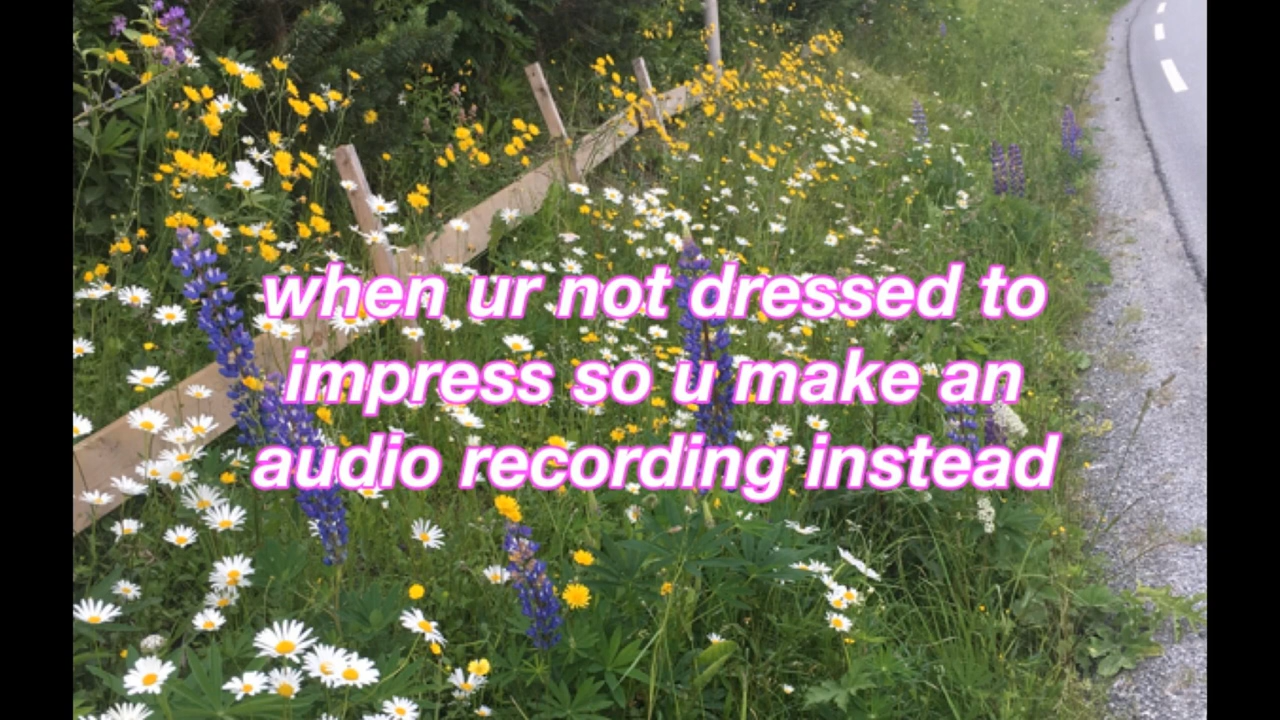 when ur not dressed to
impress so u make an
audio recording instead